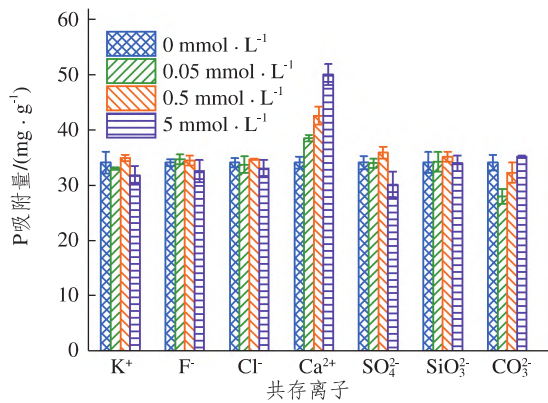 60
50
40
30
20
10
0
P吸附量/(mg · g⁻¹)
0 mmol · L⁻¹
0.05 mmol · L⁻¹
0.5 mmol · L⁻¹
5 mmol · L⁻¹
K⁺ F⁻ Cl⁻ Ca²⁺ SO₄²⁻ SiO₃²⁻ CO₃²⁻
共存离子